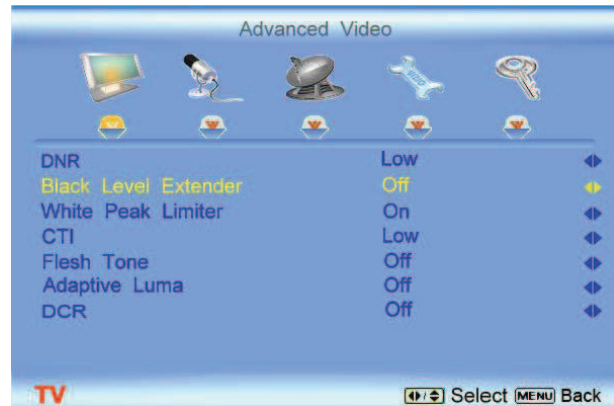 Advanced Video
DNR Low
Black Level Extender Off
White Peak Limiter On
CTI Low
Flesh Tone Off
Adaptive Luma Off
DCR Off
TV Select MENU Back